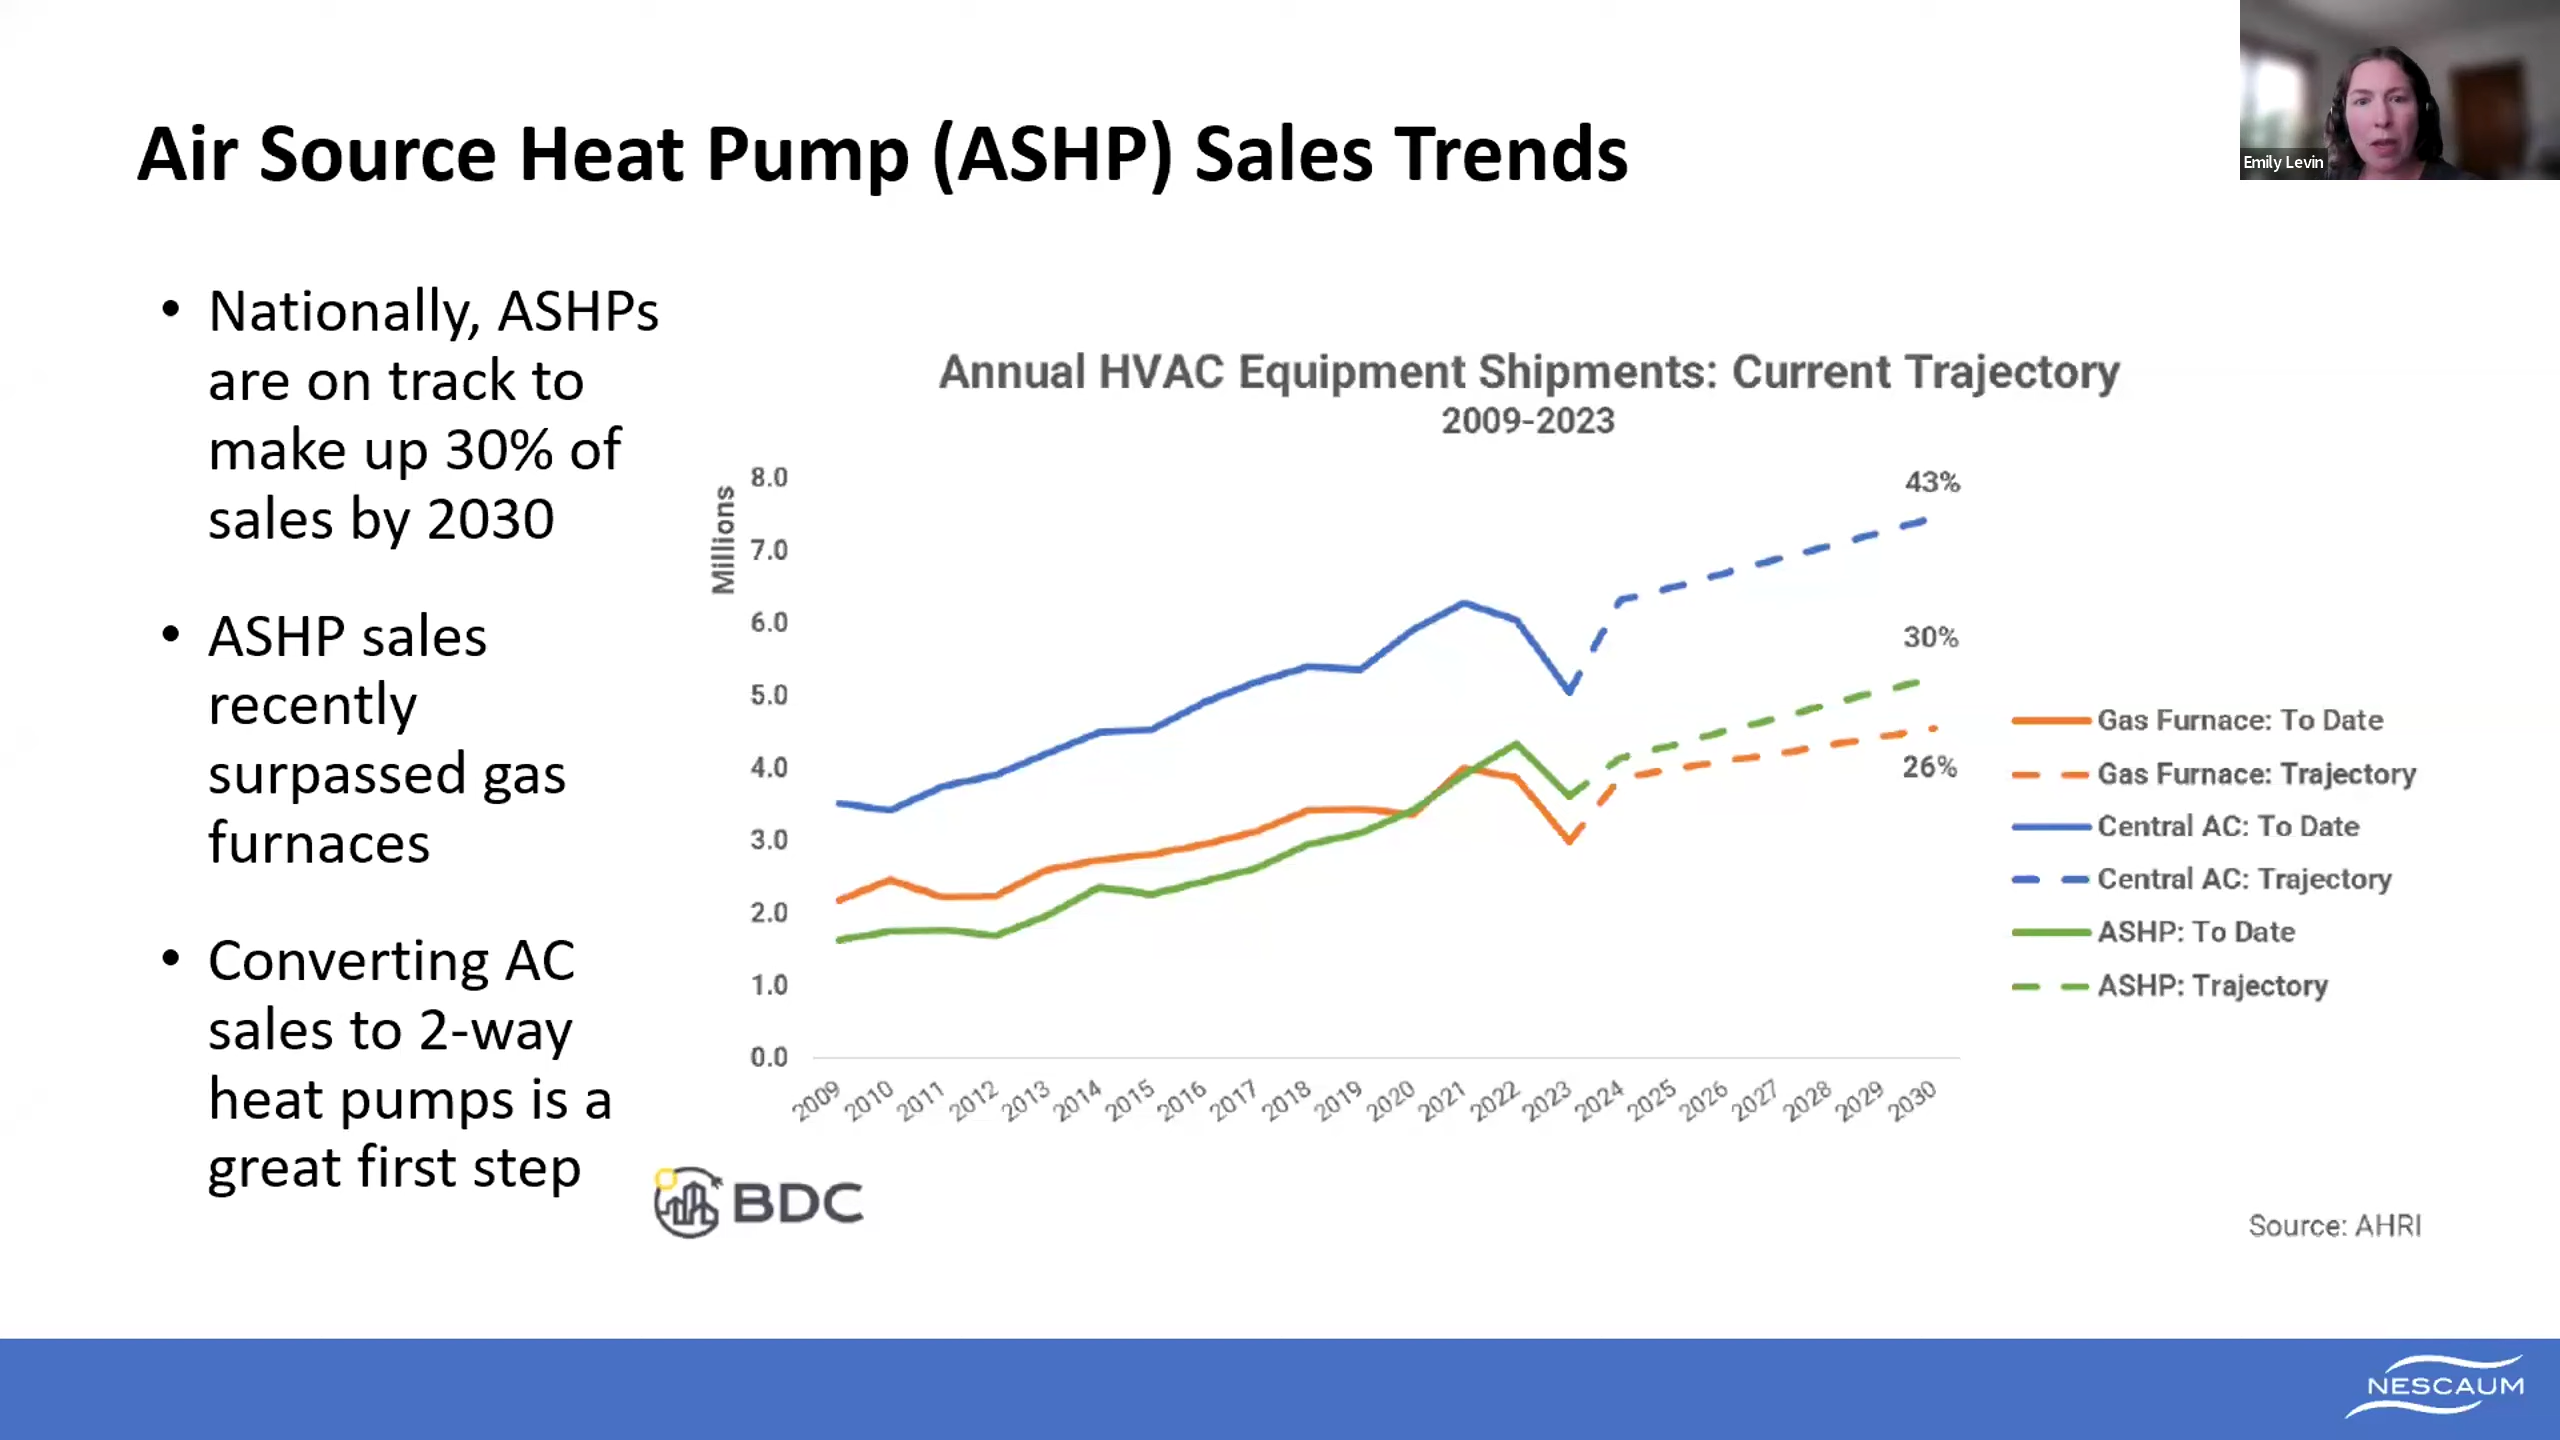 Emily Levin
Air Source Heat Pump (ASHP) Sales Trends
• Nationally, ASHPs
are on track to
make up 30% of
sales by 2030
• ASHP sales
recently
surpassed gas
furnaces
• Converting AC
sales to 2-way
heat pumps is a
great first step
Annual HVAC Equipment Shipments: Current Trajectory
2009-2023
Millions
8.0
7.0
6.0
5.0
4.0
3.0
2.0
1.0
0.0
43%
30%
26%
2009 2010 2011 2012 2013 2014 2015 2016 2017 2018 2019 2020 2021 2022 2023 2024 2025 2026 2027 2028 2029 2030
Gas Furnace: To Date
Gas Furnace: Trajectory
Central AC: To Date
Central AC: Trajectory
ASHP: To Date
ASHP: Trajectory
BDC
Source: AHRI
NESCAUM